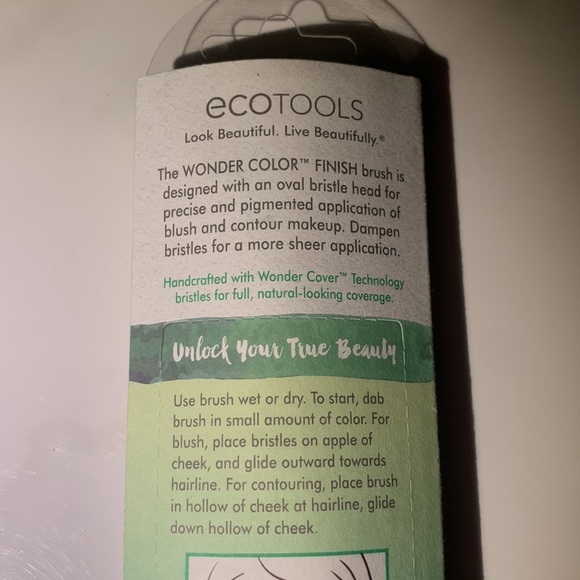 ecoTOOLS
Look Beautiful. Live Beautifully.®
The WONDER COLOR™ FINISH brush is
designed with an oval bristle head for
precise and pigmented application of
blush and contour makeup. Dampen
bristles for a more sheer application.
Handcrafted with Wonder Cover™ Technology
bristles for full, natural-looking coverage.
Unlock Your True Beauty
Use brush wet or dry. To start, dab
brush in small amount of color. For
blush, place bristles on apple of
cheek, and glide outward towards
hairline. For contouring, place brush
in hollow of cheek at hairline, glide
down hollow of cheek.